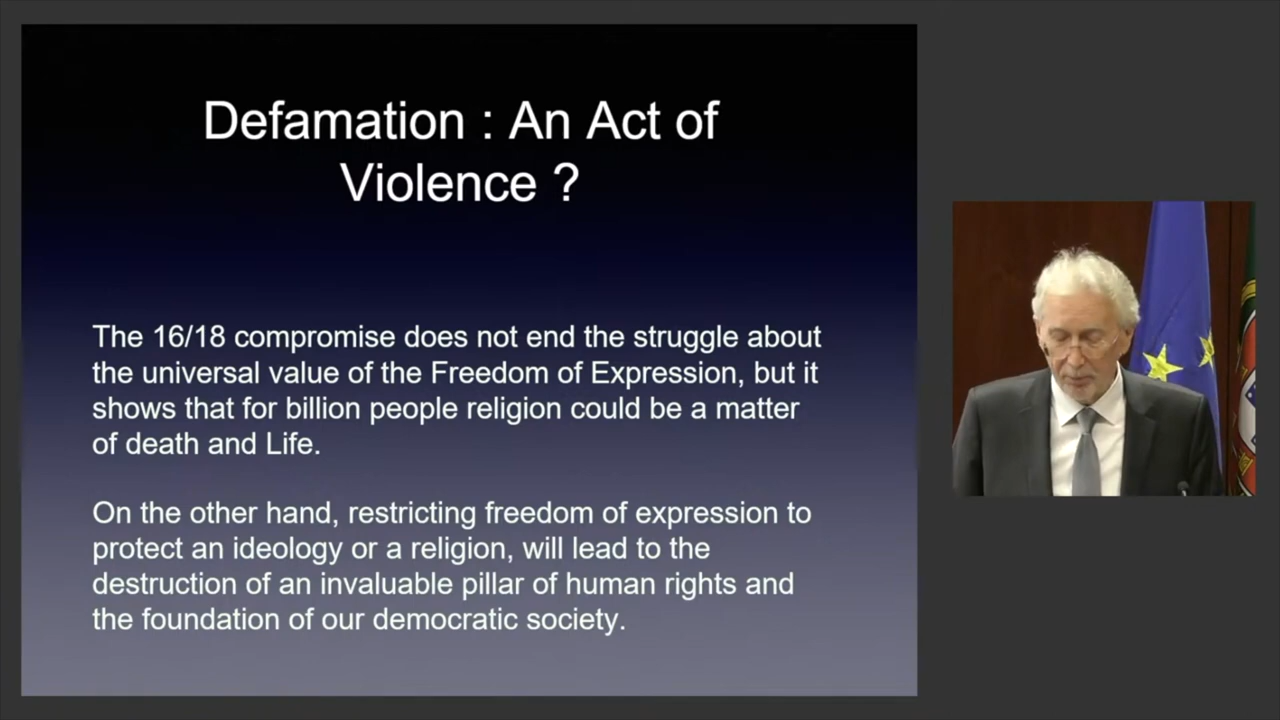 Defamation : An Act of
Violence ?
The 16/18 compromise does not end the struggle about
the universal value of the Freedom of Expression, but it
shows that for billion people religion could be a matter
of death and Life.
On the other hand, restricting freedom of expression to
protect an ideology or a religion, will lead to the
destruction of an invaluable pillar of human rights and
the foundation of our democratic society.